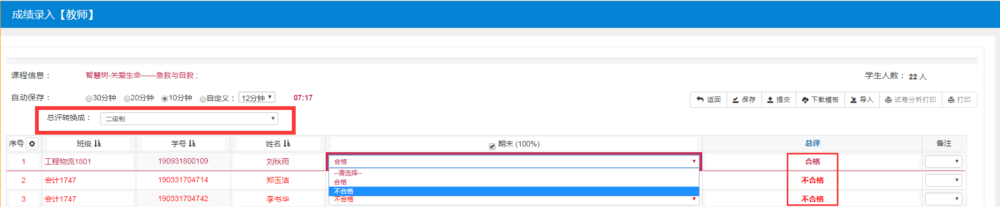 成绩录入【教师】
课程信息： 智慧树-关爱生命——急救与自救 ; 学生人数： 22 人
自动保存： 30分钟 20分钟 10分钟 自定义： 12分钟 07:17 返回 保存 提交 下载模板 导入 试卷分析打印 打印
总评转换成： 二级制
序号 班级 学号 姓名 期末 (100%) 总评 备注
1 工程物流1801 190931800109 刘秋雨 合格 合格
--请选择--
2 会计1747 190331704714 郑玉洁 合格 不合格
不合格
3 会计1747 190331704742 李书华 不合格 不合格